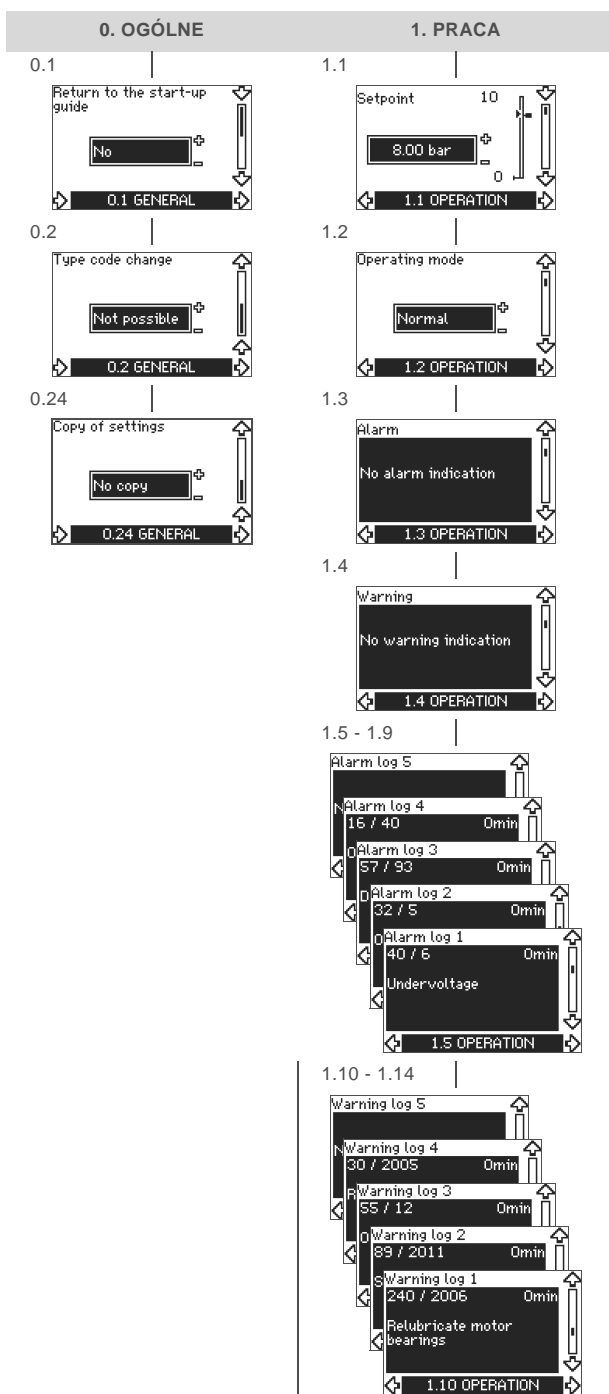 0. OGÓLNE
0.1
Return to the start-up
guide
No
0.1 GENERAL
0.2
Type code change
Not possible
0.2 GENERAL
0.24
Copy of settings
No copy
0.24 GENERAL
1. PRACA
1.1
Setpoint 10
8.00 bar
0
1.1 OPERATION
1.2
Operating mode
Normal
1.2 OPERATION
1.3
Alarm
No alarm indication
1.3 OPERATION
1.4
Warning
No warning indication
1.4 OPERATION
1.5 - 1.9
Alarm log 5
Alarm log 4
16 / 40 0min
Alarm log 3
57 / 93 0min
Alarm log 2
32 / 5 0min
Alarm log 1
40 / 6 0min
Undervoltage
1.5 OPERATION
1.10 - 1.14
Warning log 5
Warning log 4
30 / 2005 0min
Warning log 3
55 / 12 0min
Warning log 2
89 / 2011 0min
Warning log 1
240 / 2006 0min
Relubricate motor
bearings
1.10 OPERATION